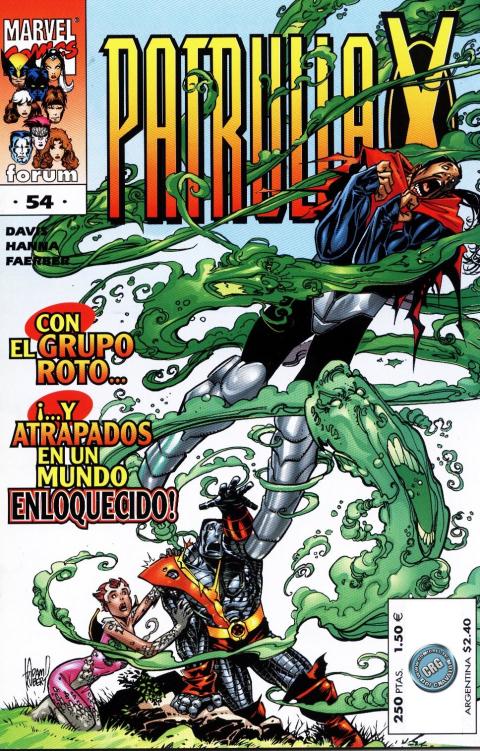 MARVEL
COMICS
PATRULLA X
forum
· 54 ·
DAVIS
HANNA
FAERBER
CON
EL GRUPO
ROTO...
¡...Y
ATRAPADOS
EN UN
MUNDO
ENLOQUECIDO!
250 PTAS. 1.50 €
CBG
ARGENTINA $2.40